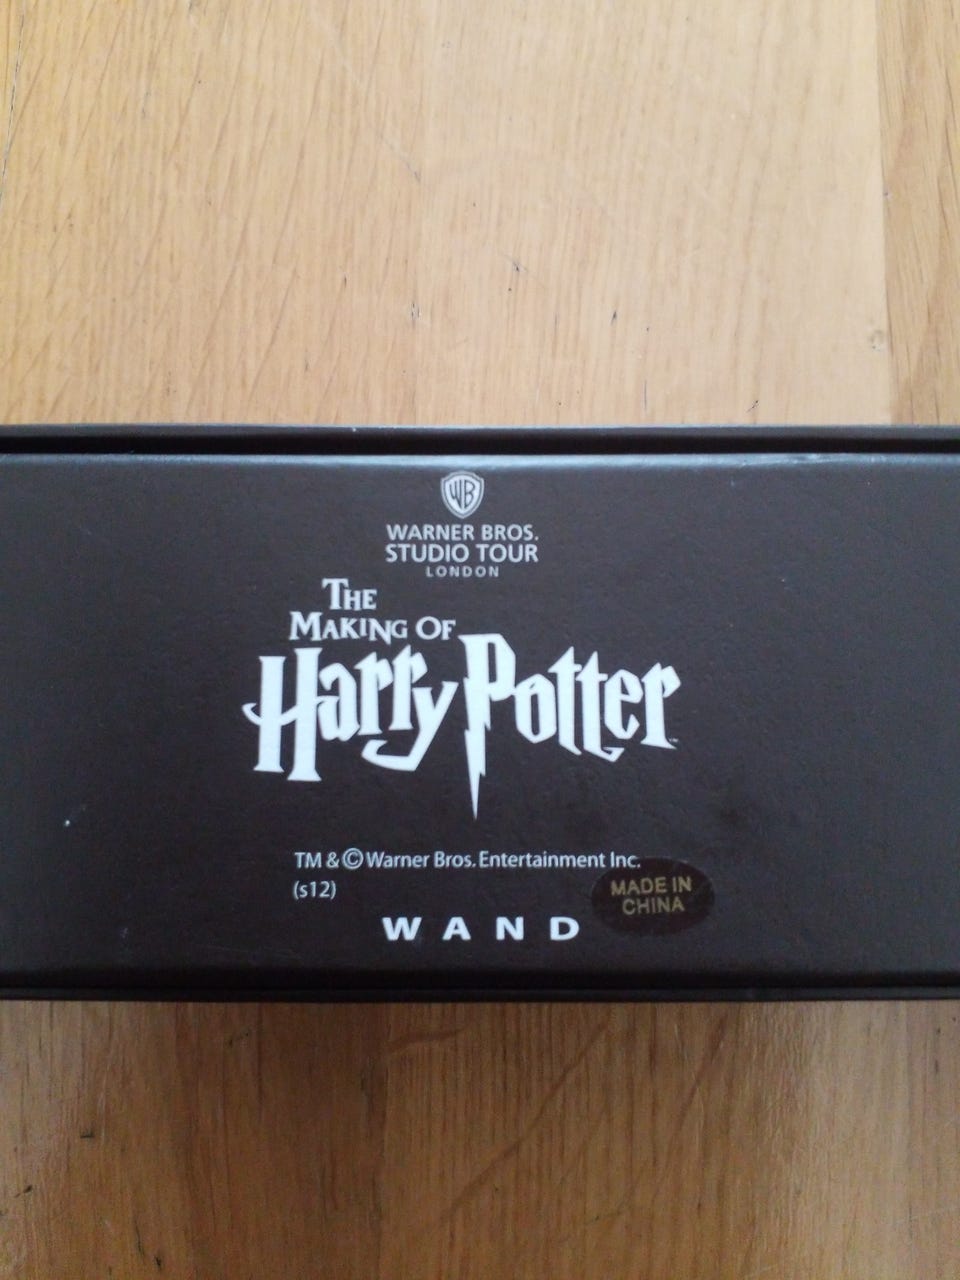 WB
WARNER BROS.
STUDIO TOUR
LONDON
THE
MAKING OF
Harry Potter
TM & © Warner Bros. Entertainment Inc.
(s12)
MADE IN
CHINA
WAND